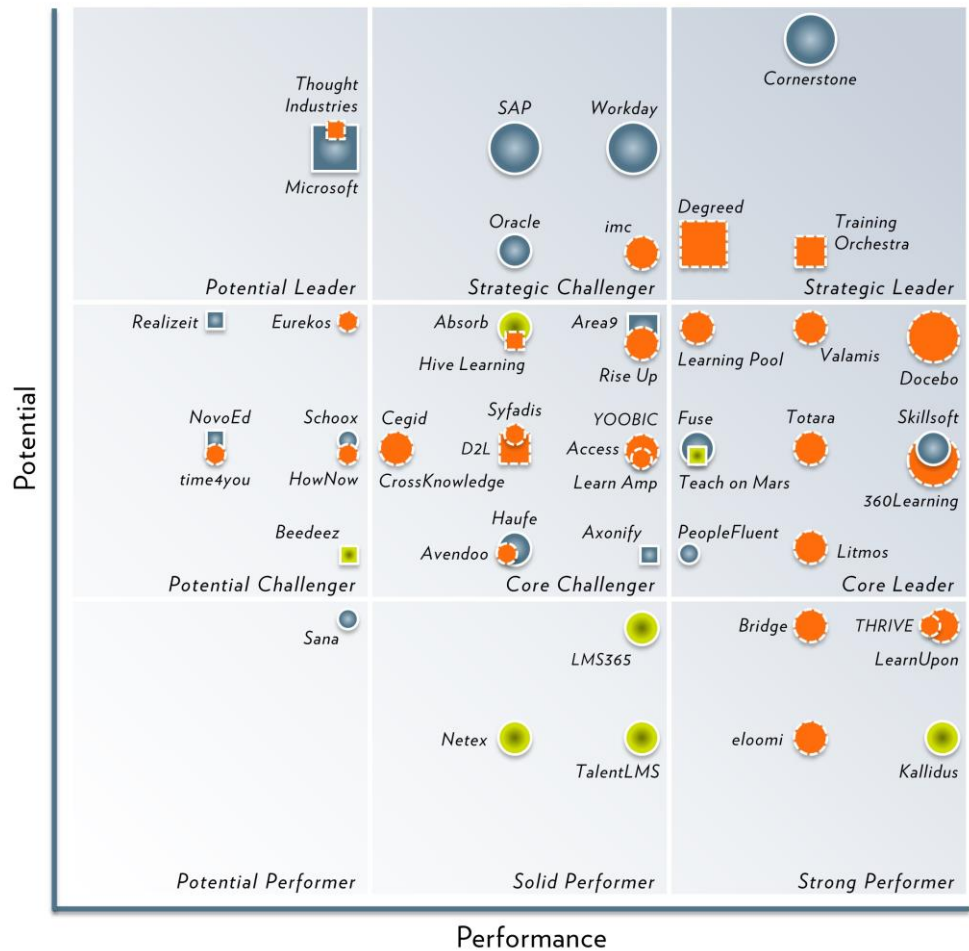 Cornerstone
Thought
Industries
SAP
Workday
Microsoft
Degreed
Training
Orchestra
Oracle
imc
Potential Leader
Strategic Challenger
Strategic Leader
Realizeit
Eurekos
Absorb
Area9
Hive Learning
Rise Up
Learning Pool
Valamis
Docebo
NovoEd
Schoox
Cegid
Syfadis
YOOBIC
Fuse
Totara
Skillsoft
D2L
Access
time4you
HowNow
CrossKnowledge
Learn Amp
Teach on Mars
360Learning
Beedeez
Haufe
Axonify
PeopleFluent
Avendoo
Litmos
Potential Challenger
Core Challenger
Core Leader
Sana
LMS365
Bridge
THRIVE
LearnUpon
Netex
TalentLMS
eloomi
Kallidus
Potential Performer
Solid Performer
Strong Performer
Potential
Performance